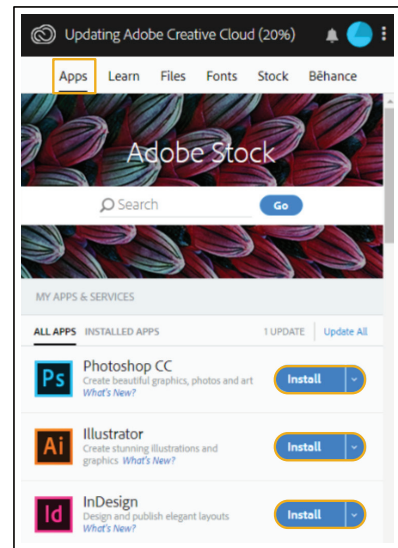 Updating Adobe Creative Cloud (20%)
Apps Learn Files Fonts Stock Bēhance
Adobe Stock
Search Go
MY APPS & SERVICES
ALL APPS INSTALLED APPS 1 UPDATE Update All
Ps Photoshop CC
Create beautiful graphics, photos and art
What's New?
Install
Ai Illustrator
Create stunning illustrations and
graphics What's New?
Install
Id InDesign
Design and publish elegant layouts
What's New?
Install